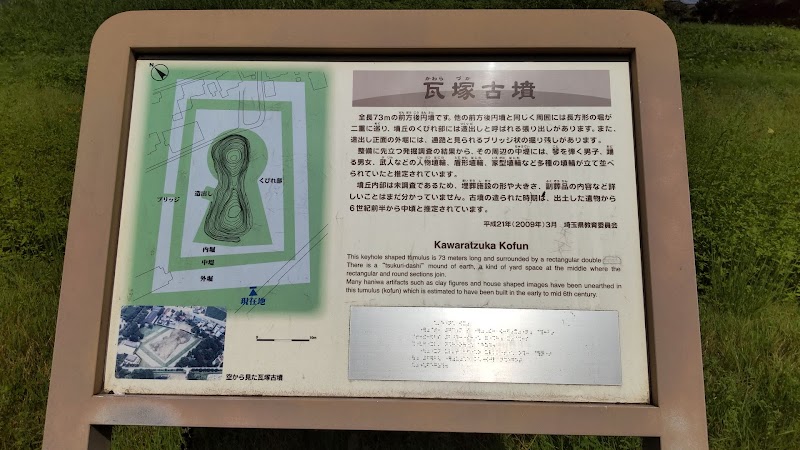 N
かわら づか
瓦塚古墳
全長73mの前方後円墳です。他の前方後円墳と同じく周囲には長方形の堀が
二重に巡り、墳丘のくびれ部には造出しと呼ばれる張り出しがあります。また、
造出し正面の外堀には、通路と見られるブリッジ状の掘り残しがあります。
整備に先立つ発掘調査の結果から、その周辺の中堤には、琴を弾く男子、踊
る男女、武人などの人物埴輪、盾形埴輪、家型埴輪など多種の埴輪が立て並べ
られていたと推定されています。
墳丘内部は未調査であるため、埋葬施設の形や大きさ、副葬品の内容など詳
しいことはまだ分かっていません。古墳の造られた時期は、出土した遺物から
6世紀前半から中頃と推定されています。
平成21年(2009年)3月 埼玉県教育委員会
Kawaratzuka Kofun
This keyhole shaped tumulus is 73 meters long and surrounded by a rectangular double
There is a "tsukuri-dashi" mound of earth, a kind of yard space at the middle where the
rectangular and round sections join.
Many haniwa artifacts such as clay figures and house shaped images have been unearthed in
this tumulus (kofun) which is estimated to have been built in the early to mid 6th century.
ブリッジ
造出し
くびれ部
内堀
中堤
外堀
現在地
空から見た瓦塚古墳